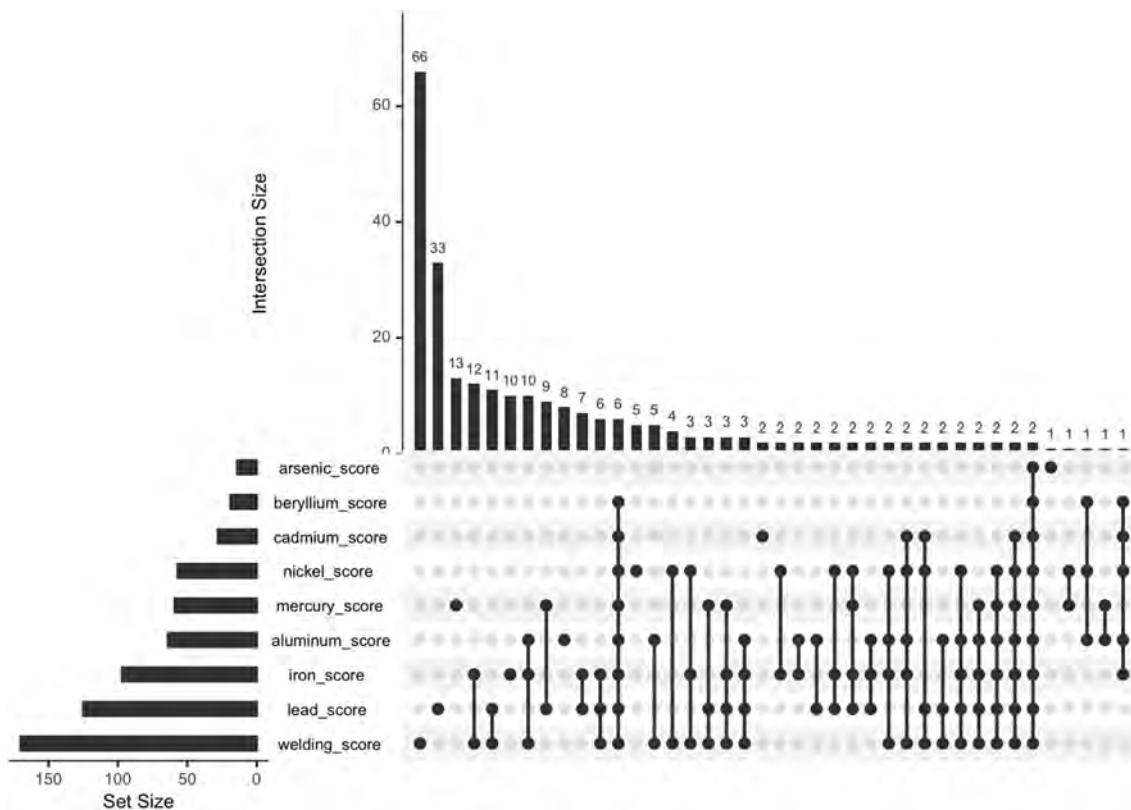 66
60
Intersection Size
40
33
20
13 12 11 10 10 9 8 7 6 6 5 5 4 3 3 3 3 2 2 2 2 2 2 2 2 2 2 2 2 2 2 2 2 1 1 1 1 1
0
arsenic_score
beryllium_score
cadmium_score
nickel_score
mercury_score
aluminum_score
iron_score
lead_score
welding_score
150 100 50 0
Set Size